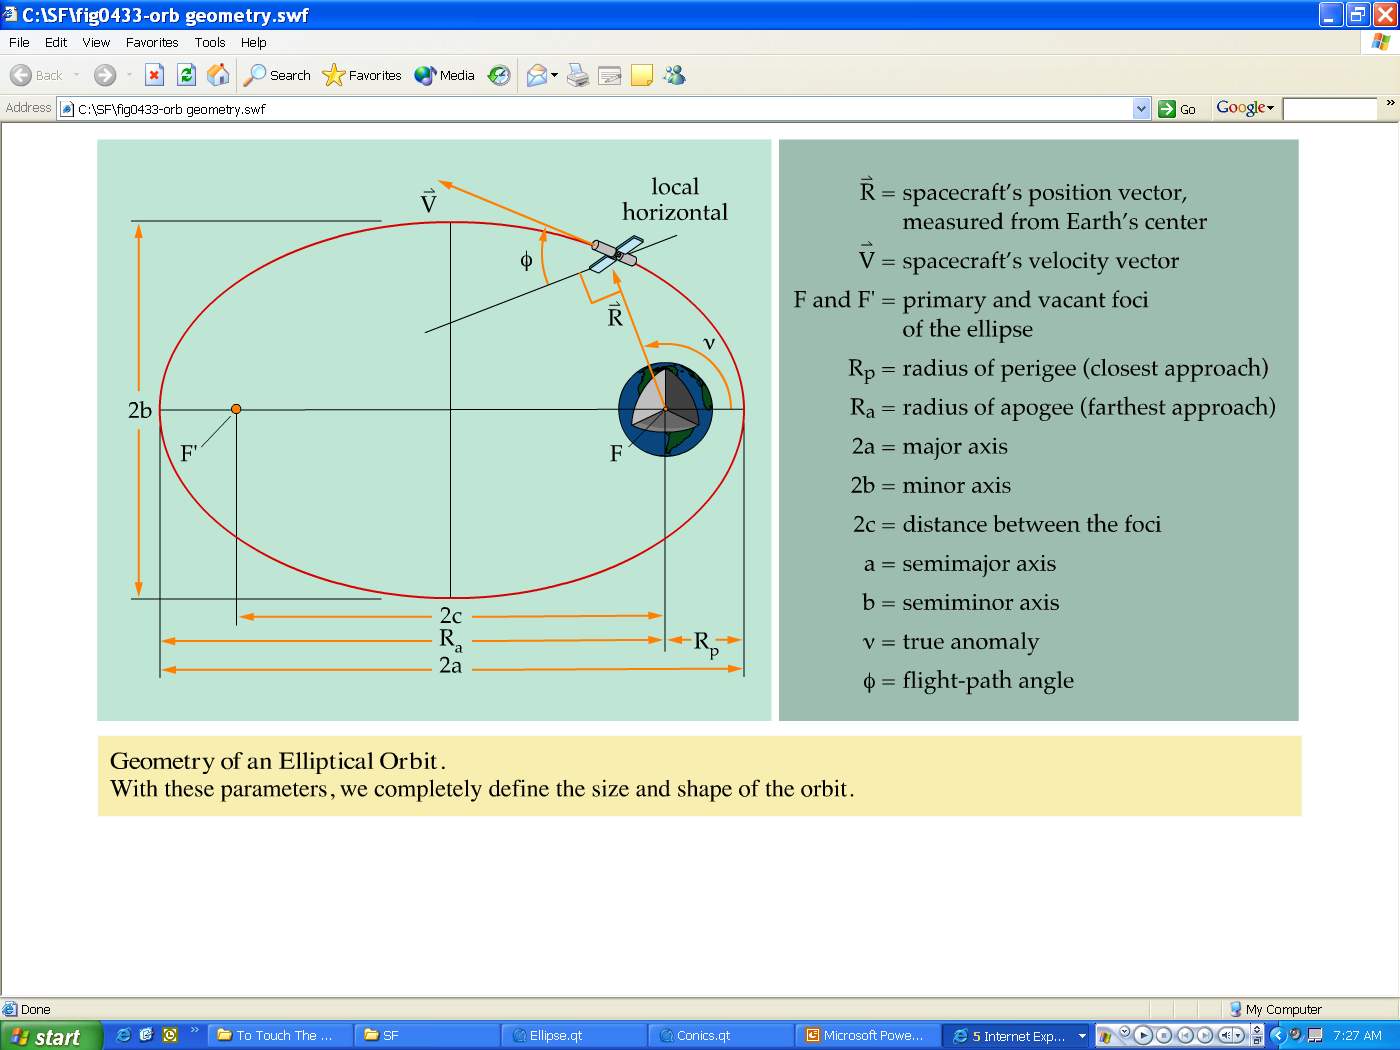 C:\SF\fig0433-orb geometry.swf
File Edit View Favorites Tools Help
Back Search Favorites Media
Address C:\SF\fig0433-orb geometry.swf Go Google »
V
local
horizontal
ϕ
R
ν
2b
F'
F
2c
Ra
Rp
2a
R = spacecraft's position vector,
measured from Earth's center
V = spacecraft's velocity vector
F and F' = primary and vacant foci
of the ellipse
Rp = radius of perigee (closest approach)
Ra = radius of apogee (farthest approach)
2a = major axis
2b = minor axis
2c = distance between the foci
a = semimajor axis
b = semiminor axis
ν = true anomaly
ϕ = flight-path angle
Geometry of an Elliptical Orbit.
With these parameters, we completely define the size and shape of the orbit.
Done My Computer
start » To Touch The ... SF Ellipse.qt Conics.qt Microsoft Powe... 5 Internet Exp... 7:27 AM